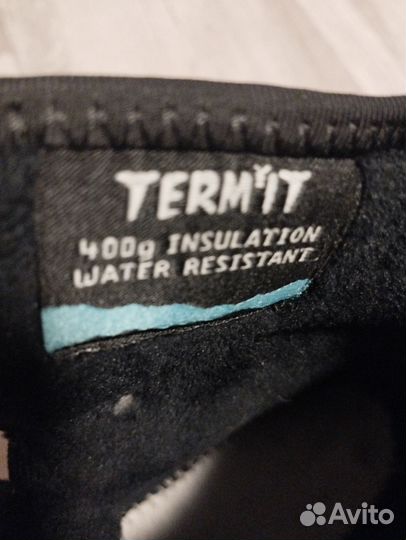 TERMIT
400g INSULATION
WATER RESISTANT
Avito